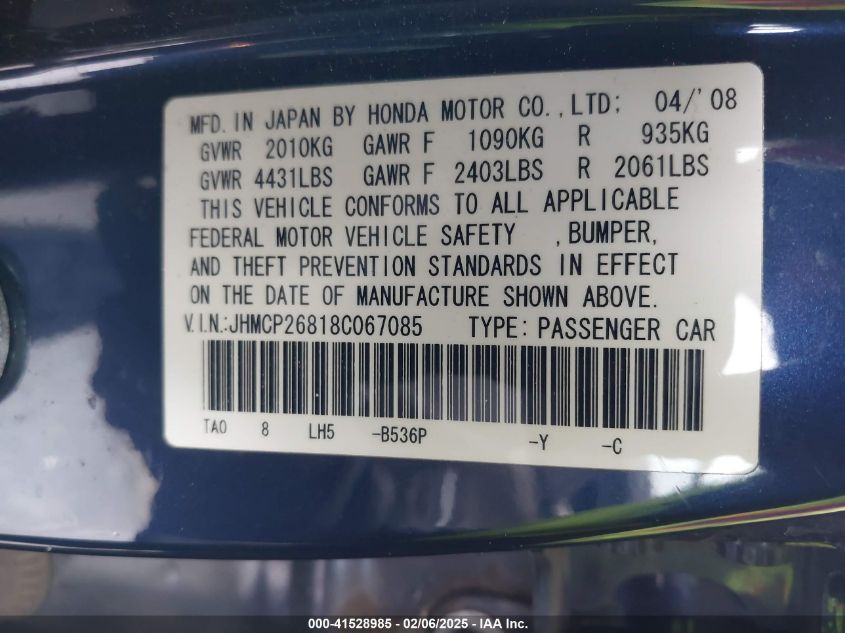 MFD. IN JAPAN BY HONDA MOTOR CO., LTD; 04/'08
GVWR 2010KG GAWR F 1090KG R 935KG
GVWR 4431LBS GAWR F 2403LBS R 2061LBS
THIS VEHICLE CONFORMS TO ALL APPLICABLE
FEDERAL MOTOR VEHICLE SAFETY , BUMPER,
AND THEFT PREVENTION STANDARDS IN EFFECT
ON THE DATE OF MANUFACTURE SHOWN ABOVE.
V.I.N.:JHMCP26818C067085 TYPE: PASSENGER CAR
TA0 8 LH5 -B536P -Y -C
000-41528985 - 02/06/2025 - IAA Inc.